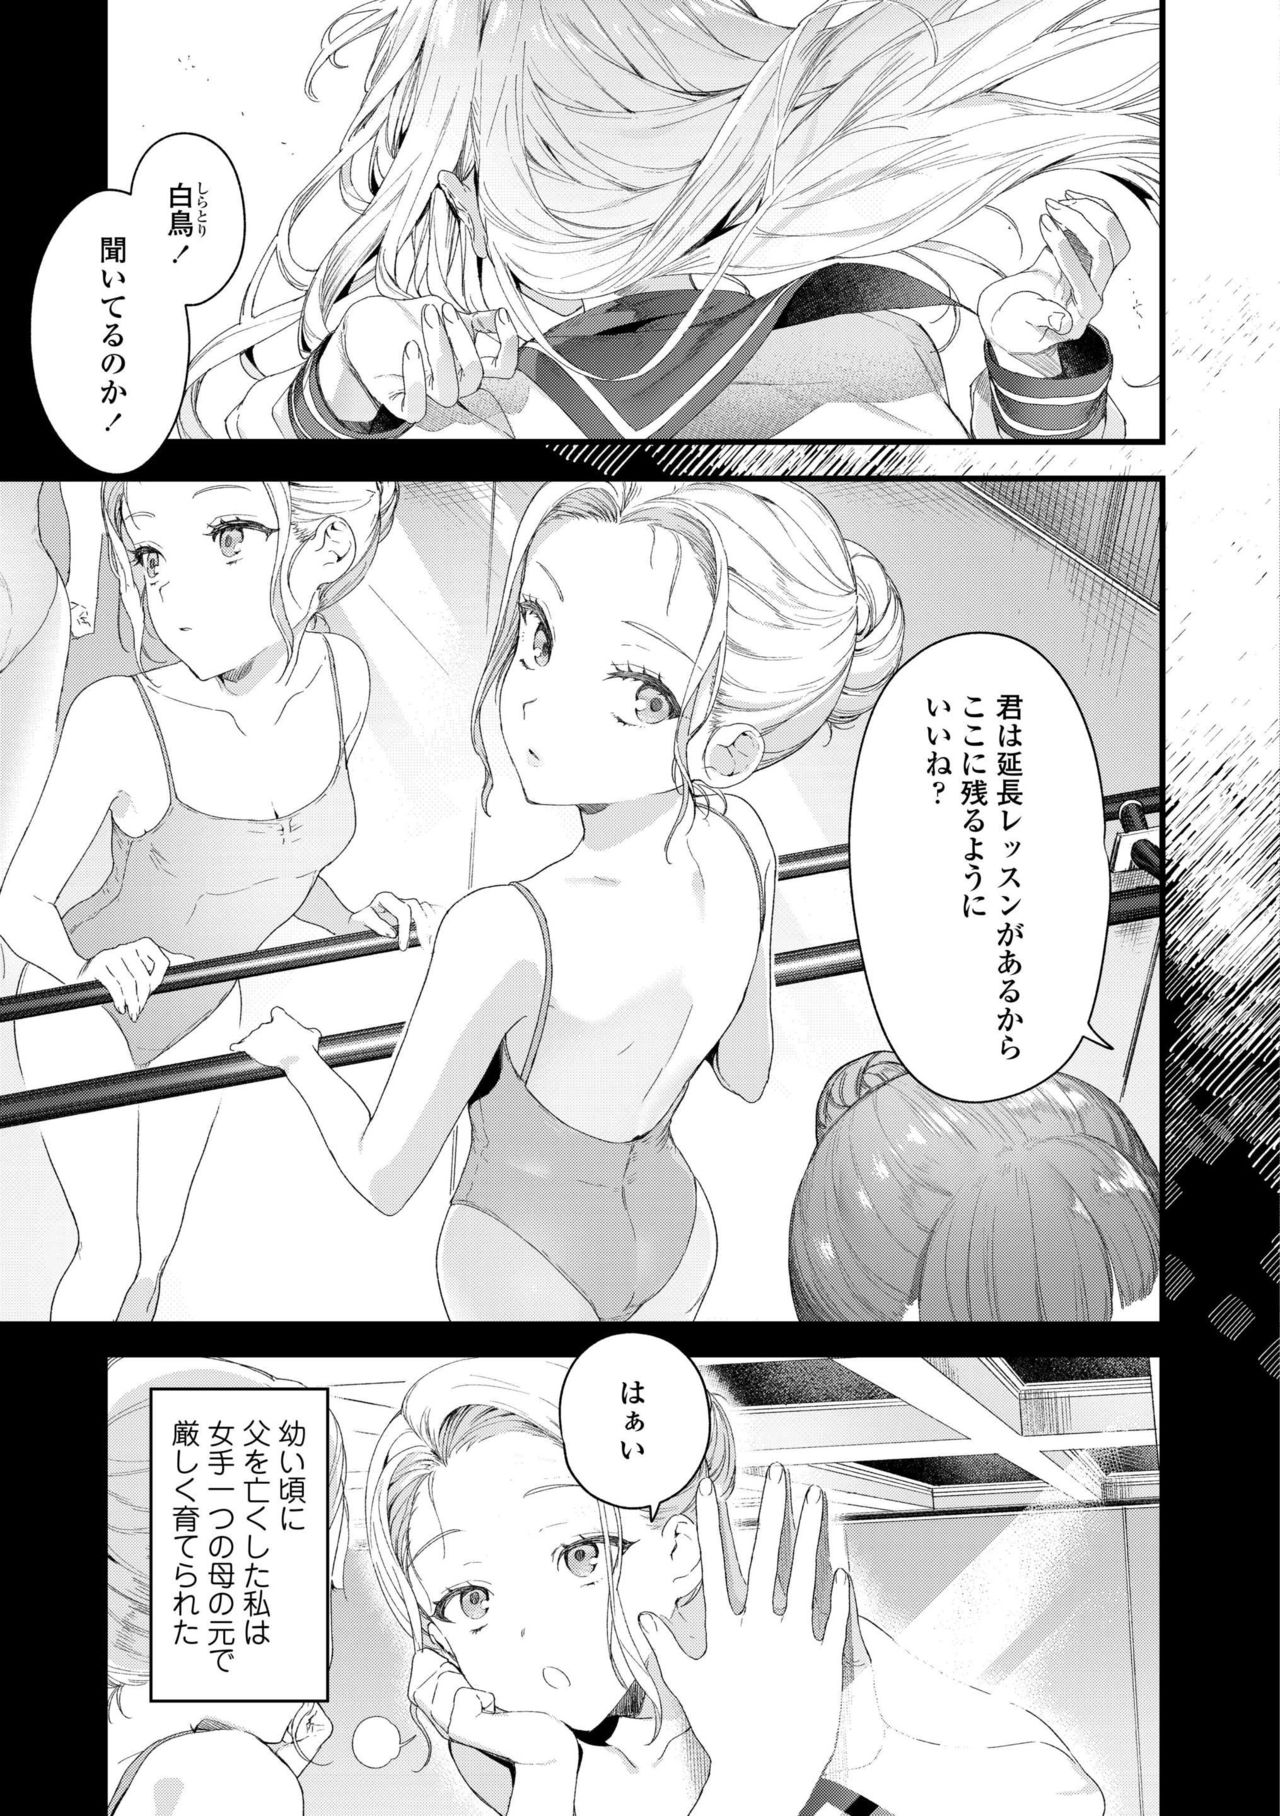 白鳥！
しらとり
聞いてるのか！
君は延長レッスンがあるから
ここに残るように
いいね？
はぁい
幼い頃に
父を亡くした私は
女手一つの母の元で
厳しく育てられた